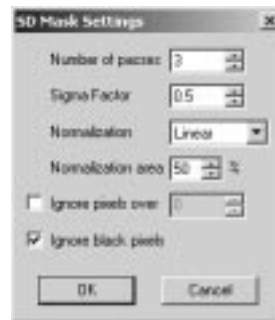 SD Mask Settings
Number of passes 3
Sigma Factor 0.5
Normalization Linear
Normalization area 50 %
Ignore pixels over 0
Ignore black pixels
OK Cancel